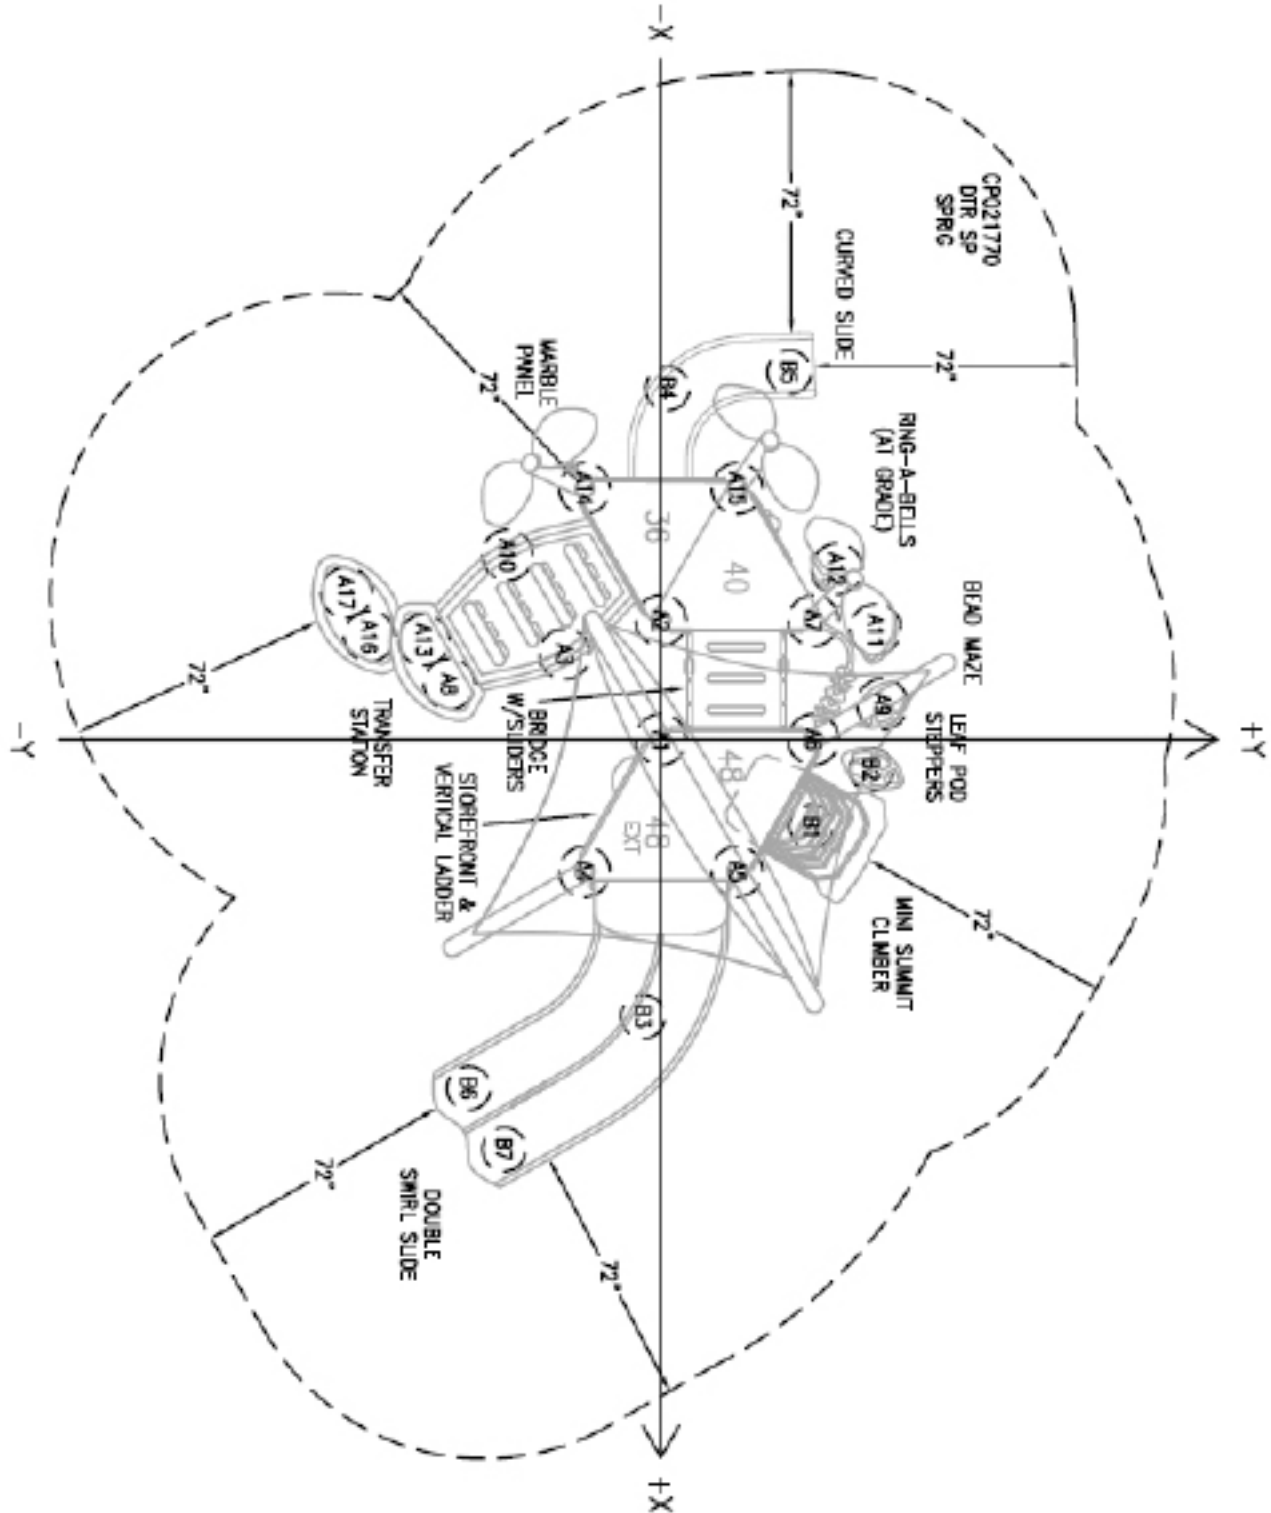 -X
CP021770
DTR SP
SPRIG
72"
CURVED SLIDE
72"
B5
B4
MARBLE
PANEL
72"
RING-A-BELLS
(AT GRADE)
A14
A15
36
40
A12
A11
A10
A2
A7
BEAD MAZE
A17
A16
A13
A8
A3
A9
72"
TRANSFER
STATION
BRIDGE
W/SLIDERS
LEAF POD
STEPPERS
-Y
+Y
A1
A6
B2
48
STOREFRONT &
VERTICAL LADDER
48
EXT
B1
A4
A5
MINI SUMMIT
CLIMBER
72"
B3
B6
B7
72"
DOUBLE
SWIRL SLIDE
72"
+X